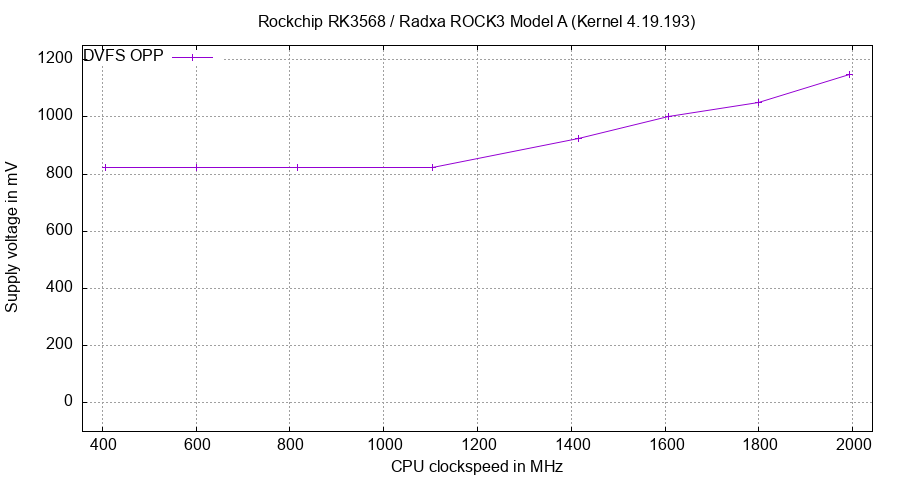 Rockchip RK3568 / Radxa ROCK3 Model A (Kernel 4.19.193)
DVFS OPP
1200
1000
800
600
400
200
0
Supply voltage in mV
400 600 800 1000 1200 1400 1600 1800 2000
CPU clockspeed in MHz